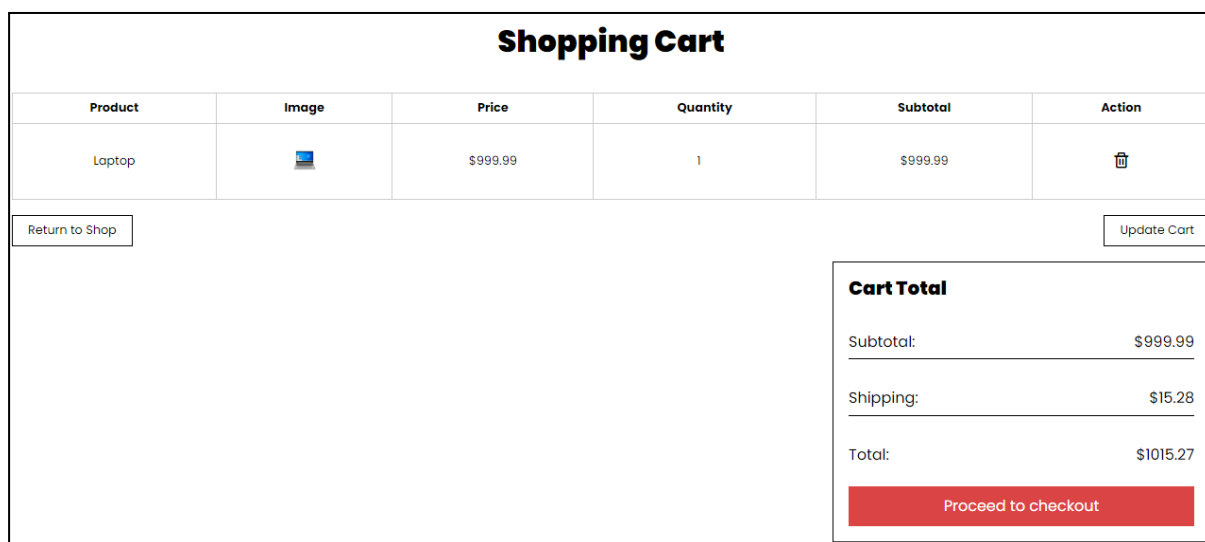 Shopping Cart
Product Image Price Quantity Subtotal Action
Laptop $999.99 1 $999.99
Return to Shop Update Cart
Cart Total
Subtotal: $999.99
Shipping: $15.28
Total: $1015.27
Proceed to checkout